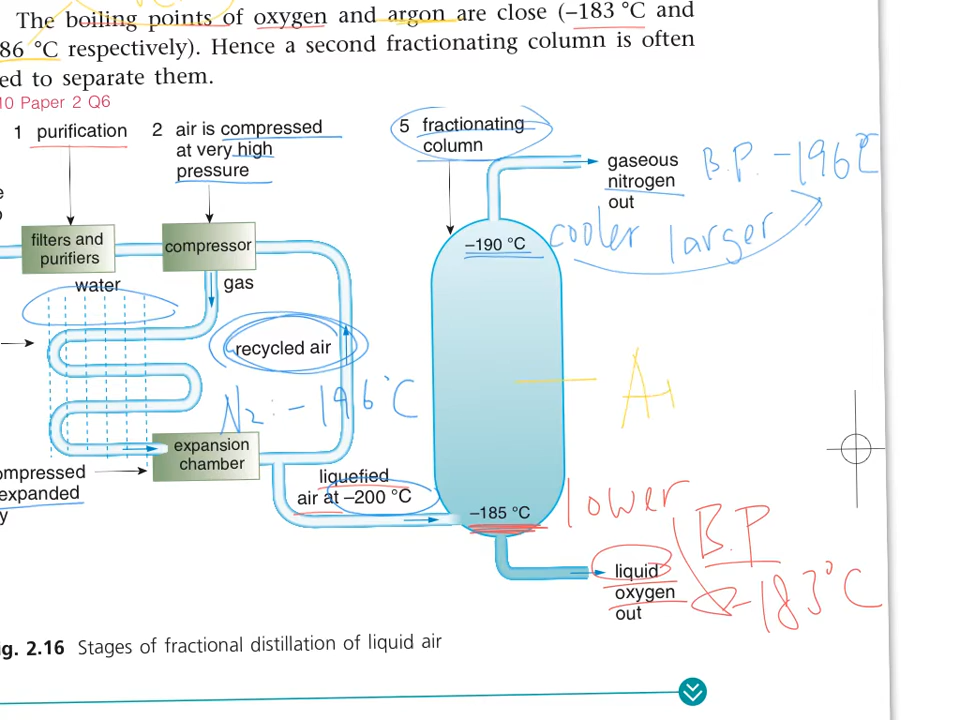 The boiling points of oxygen and argon are close (–183 °C and
86 °C respectively). Hence a second fractionating column is often
ed to separate them.
10 Paper 2 Q6
1 purification
2 air is compressed
at very high
pressure
5 fractionating
column
gaseous
nitrogen
out
B.P. -196°C
filters and
purifiers
compressor
–190 °C
cooler larger
water
gas
recycled air
N2: -196°C
Ar
expansion
chamber
ompressed
expanded
y
liquefied
air at –200 °C
–185 °C
lower
B.P
-183°C
liquid
oxygen
out
ig. 2.16 Stages of fractional distillation of liquid air